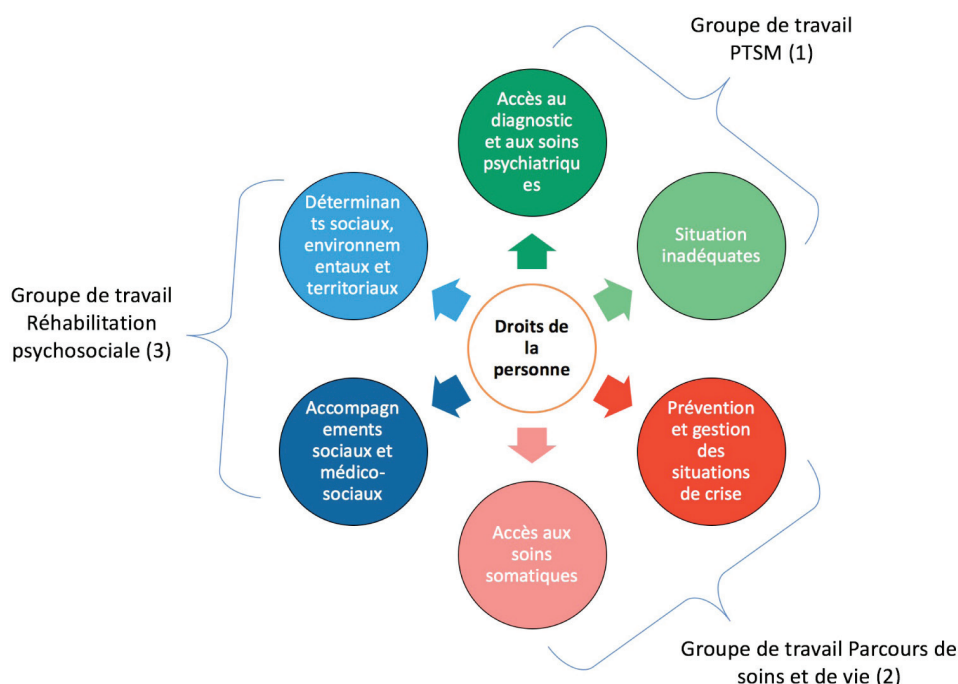 Groupe de travail
PTSM (1)
Accès au
diagnostic
et aux soins
psychiatriqu
es
Situation
inadéquates
Déterminan
ts sociaux,
environnem
entaux et
territoriaux
Groupe de travail
Réhabilitation
psychosociale (3)
Droits de
la
personne
Accompagn
ements
sociaux et
médico-
sociaux
Prévention
et gestion
des
situations
de crise
Accès aux
soins
somatiques
Groupe de travail Parcours de
soins et de vie (2)